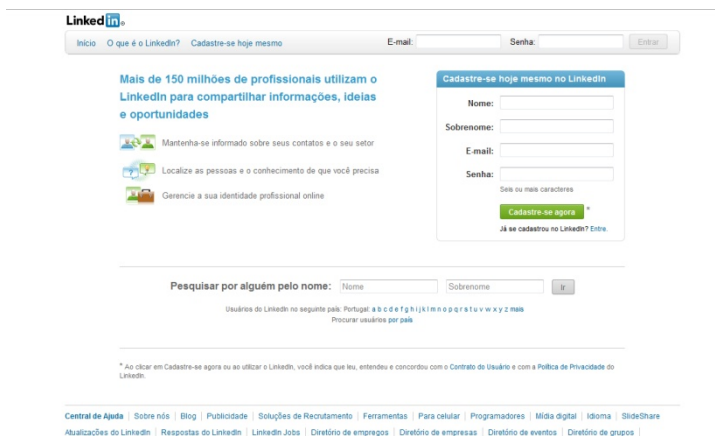 Linked in
Início O que é o LinkedIn? Cadastre-se hoje mesmo E-mail: Senha: Entrar
Mais de 150 milhões de profissionais utilizam o
LinkedIn para compartilhar informações, ideias
e oportunidades
Mantenha-se informado sobre seus contatos e o seu setor
Localize as pessoas e o conhecimento de que você precisa
Gerencie a sua identidade profissional online
Cadastre-se hoje mesmo no LinkedIn
Nome:
Sobrenome:
E-mail:
Senha:
Seis ou mais caracteres
Cadastre-se agora *
Já se cadastrou no LinkedIn? Entre.
Pesquisar por alguém pelo nome: Nome Sobrenome Ir
Usuários do LinkedIn no seguinte país: Portugal: a b c d e f g h i j k l m n o p q r s t u v w x y z mais
Procurar usuários por país
* Ao clicar em Cadastre-se agora ou ao utilizar o LinkedIn, você indica que leu, entendeu e concordou com o Contrato do Usuário e com a Política de Privacidade do
LinkedIn.
Central de Ajuda | Sobre nós | Blog | Publicidade | Soluções de Recrutamento | Ferramentas | Para celular | Programadores | Mídia digital | Idioma | SlideShare
Atualizações do LinkedIn | Respostas do LinkedIn | LinkedIn Jobs | Diretório de empregos | Diretório de empresas | Diretório de eventos | Diretório de grupos |